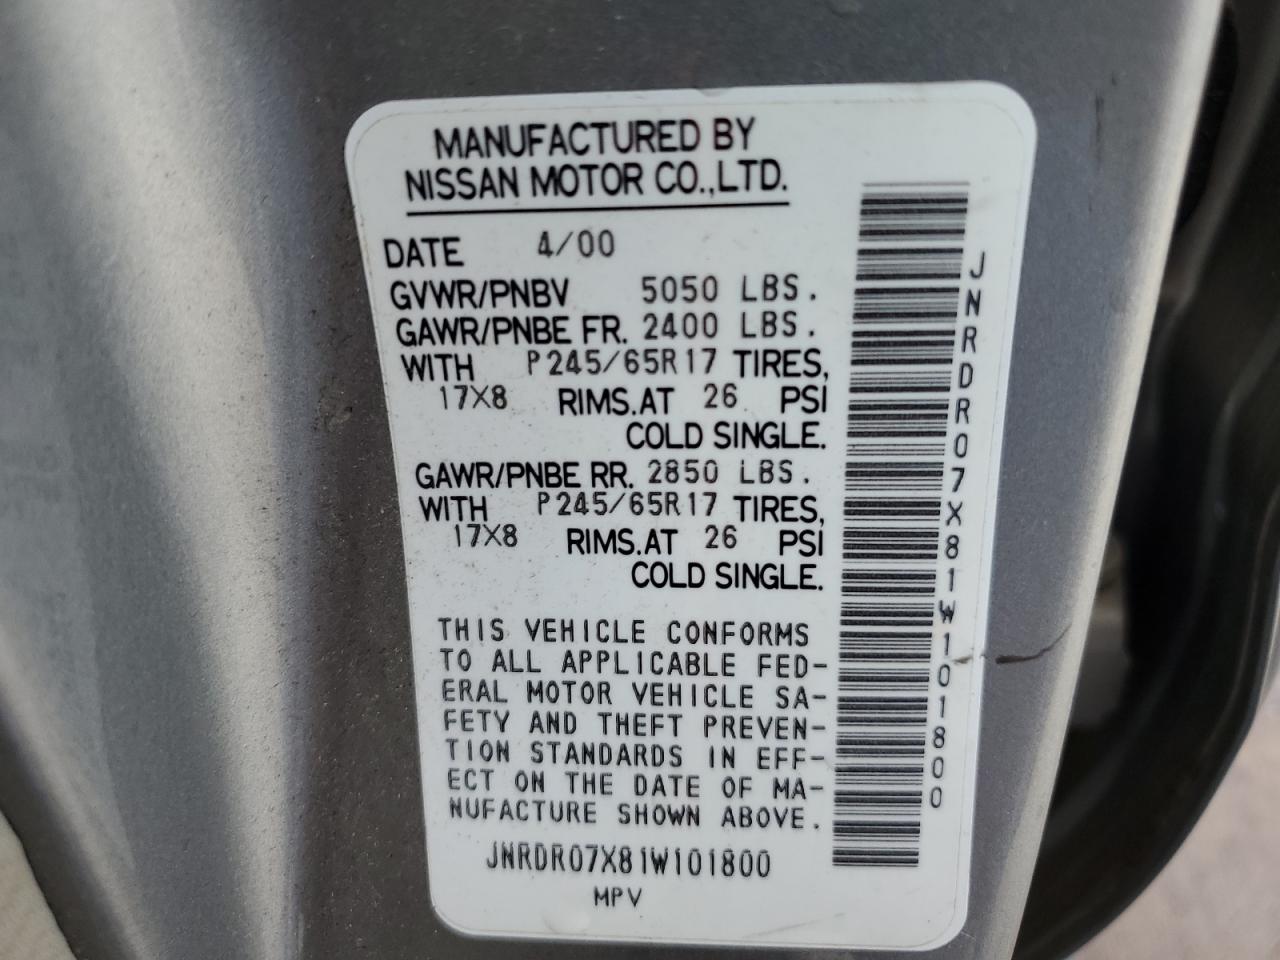 MANUFACTURED BY
NISSAN MOTOR CO.,LTD.
DATE 4/00
GVWR/PNBV 5050 LBS.
GAWR/PNBE FR. 2400 LBS.
WITH P245/65R17 TIRES,
17X8 RIMS.AT 26 PSI
COLD SINGLE.
GAWR/PNBE RR. 2850 LBS.
WITH P245/65R17 TIRES,
17X8 RIMS.AT 26 PSI
COLD SINGLE.
THIS VEHICLE CONFORMS
TO ALL APPLICABLE FED-
ERAL MOTOR VEHICLE SA-
FETY AND THEFT PREVEN-
TION STANDARDS IN EFF-
ECT ON THE DATE OF MA-
NUFACTURE SHOWN ABOVE.
JNRDR07X81W101800
MPV
JNRDR07X81W101800